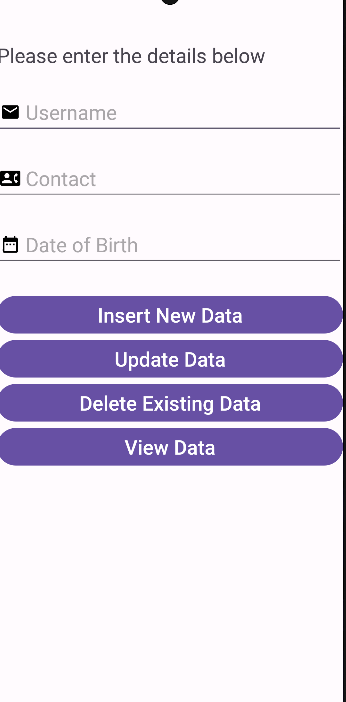 Please enter the details below
Username
Contact
Date of Birth
Insert New Data
Update Data
Delete Existing Data
View Data